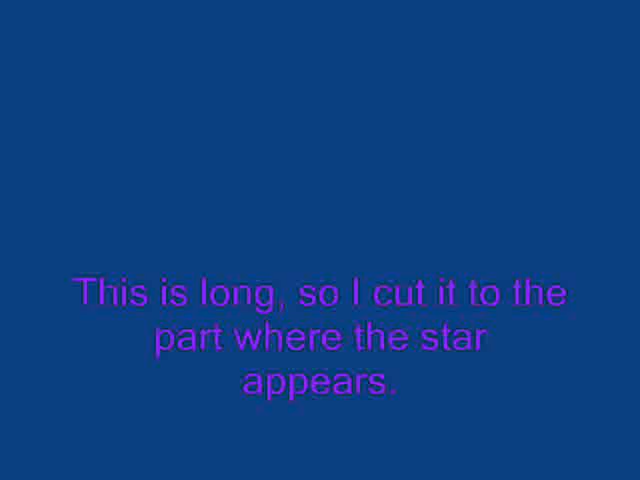 This is long, so I cut it to the
part where the star
appears.